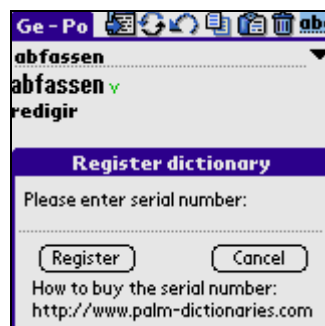 Ge - Po abc
abfassen
abfassen v
redigir
Register dictionary
Please enter serial number:
Register Cancel
How to buy the serial number:
http://www.palm-dictionaries.com